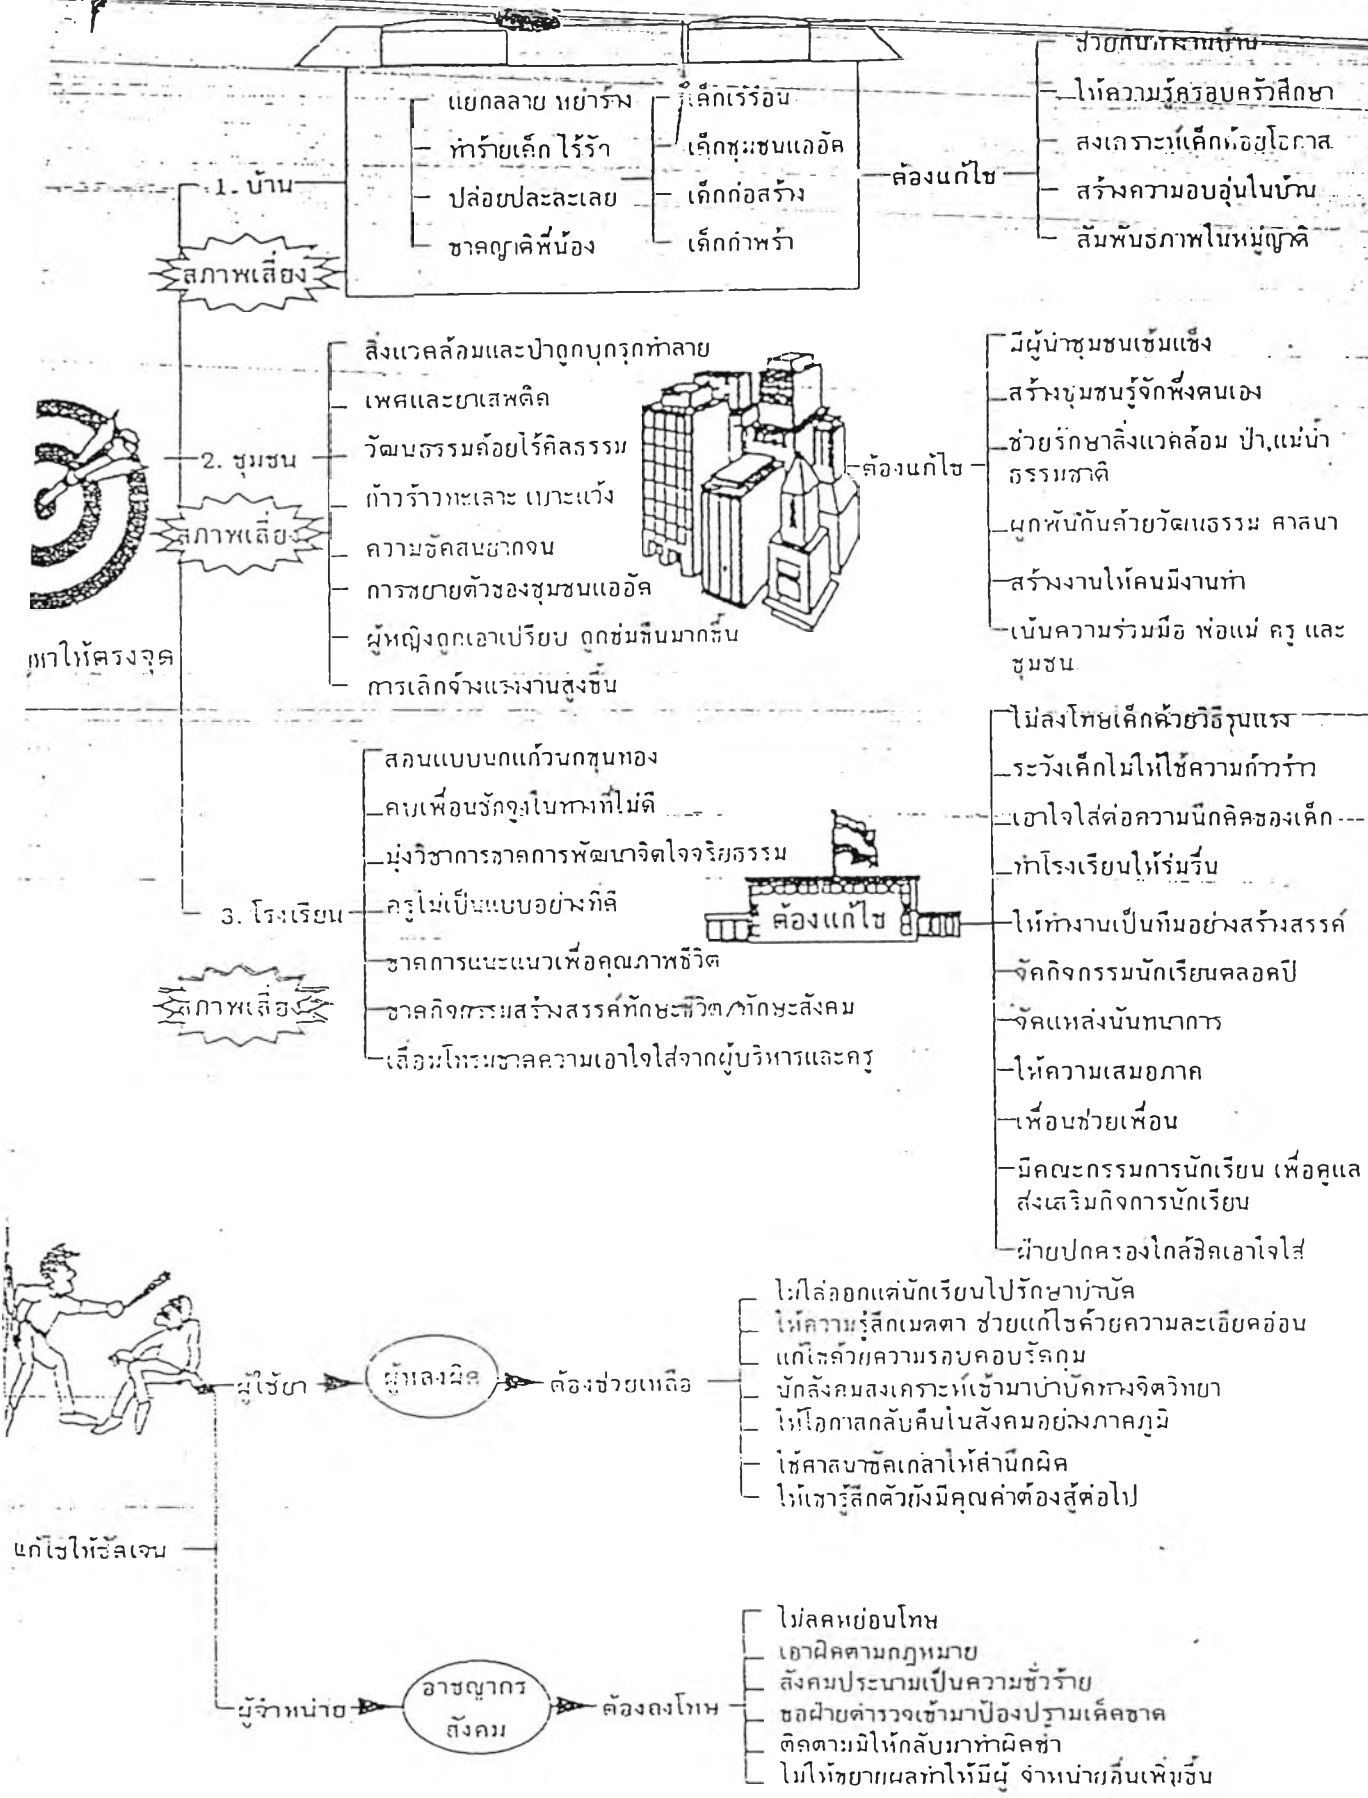 ช่วยกันทำงานบ้าน
ให้ความรู้ครอบครัวศึกษา
สงเคราะห์เด็กด้อยโอกาส
สร้างความอบอุ่นในบ้าน
สัมพันธภาพในหมู่ญาติ
แยกสลาย หย่าร้าง
ทำร้ายเด็ก ไร้รัก
ปล่อยปละละเลย
ขาดญาติพี่น้อง
เด็กเร่ร่อน
เด็กชุมชนแออัด
เด็กก่อสร้าง
เด็กกำพร้า
ต้องแก้ไข
1. บ้าน
สภาพเสี่ยง
สิ่งแวดล้อมและป่าถูกบุกรุกทำลาย
เพศและยาเสพติด
วัฒนธรรมด้อยไร้ศีลธรรม
ก้าวร้าวทะเลาะ เบาะแว้ง
ความขัดสนยากจน
การขยายตัวของชุมชนแออัด
ผู้หญิงถูกเอาเปรียบ ถูกข่มขืนมากขึ้น
การเลิกจ้างแรงงานสูงขึ้น
2. ชุมชน
สภาพเสี่ยง
ต้องแก้ไข
มีผู้นำชุมชนเข้มแข็ง
สร้างชุมชนรู้จักพึ่งตนเอง
ช่วยรักษาสิ่งแวดล้อม ป่า,แม่น้ำ
ธรรมชาติ
ผูกพันกันด้วยวัฒนธรรม ศาสนา
สร้างงานให้คนมีงานทำ
เน้นความร่วมมือ พ่อแม่ ครู และ
ชุมชน
หาให้ตรงจุด
สอนแบบนกแก้วนกขุนทอง
คบเพื่อนชักจูงในทางที่ไม่ดี
มุ่งวิชาการขาดการพัฒนาจิตใจจริยธรรม
ครูไม่เป็นแบบอย่างที่ดี
ขาดการแนะแนวเพื่อคุณภาพชีวิต
ขาดกิจกรรมสร้างสรรค์ทักษะชีวิต/ทักษะสังคม
เสื่อมโทรมขาดความเอาใจใส่จากผู้บริหารและครู
3. โรงเรียน
สภาพเสี่ยง
ต้องแก้ไข
ไม่ลงโทษเด็กด้วยวิธีรุนแรง
ระวังเด็กไม่ให้ใช้ความก้าวร้าว
เอาใจใส่ต่อความนึกคิดของเด็ก
ทำโรงเรียนให้ร่มรื่น
ให้ทำงานเป็นทีมอย่างสร้างสรรค์
จัดกิจกรรมนักเรียนตลอดปี
จัดแหล่งนันทนาการ
ให้ความเสมอภาค
เพื่อนช่วยเพื่อน
มีคณะกรรมการนักเรียน เพื่อดูแล
ส่งเสริมกิจการนักเรียน
ฝ่ายปกครองใกล้ชิดเอาใจใส่
ผู้ใช้ยา
ผู้หลงผิด
ต้องช่วยเหลือ
ไม่ไล่ออกแต่นักเรียนไปรักษาบำบัด
ให้ความรู้สึกเมตตา ช่วยแก้ไขด้วยความละเอียดอ่อน
แก้ไขด้วยความรอบคอบรัดกุม
นักสังคมสงเคราะห์เข้ามาบำบัดทางจิตวิทยา
ให้โอกาสกลับคืนในสังคมอย่างภาคภูมิ
ใช้ศาสนาขัดเกลาให้สำนึกผิด
ให้เขารู้สึกตัวยังมีคุณค่าต้องสู้ต่อไป
แก้ไขให้ชัดเจน
ผู้จำหน่าย
อาชญากร
สังคม
ต้องลงโทษ
ไม่ลดหย่อนโทษ
เอาผิดตามกฎหมาย
สังคมประนามเป็นความชั่วร้าย
ขอฝ่ายตำรวจเข้ามาป้องปรามเด็ดขาด
ติดตามมิให้กลับมาทำผิดซ้ำ
ไม่ให้ขยายผลทำให้มีผู้ จำหน่ายอื่นเพิ่มขึ้น